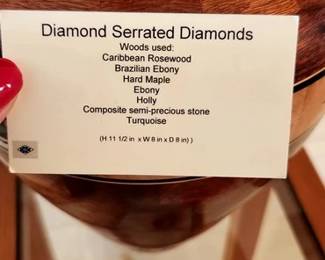 Diamond Serrated Diamonds
Woods used:
Caribbean Rosewood
Brazilian Ebony
Hard Maple
Ebony
Holly
Composite semi-precious stone
Turquoise
(H 11 1/2 in x W 8 in x D 8 in) )